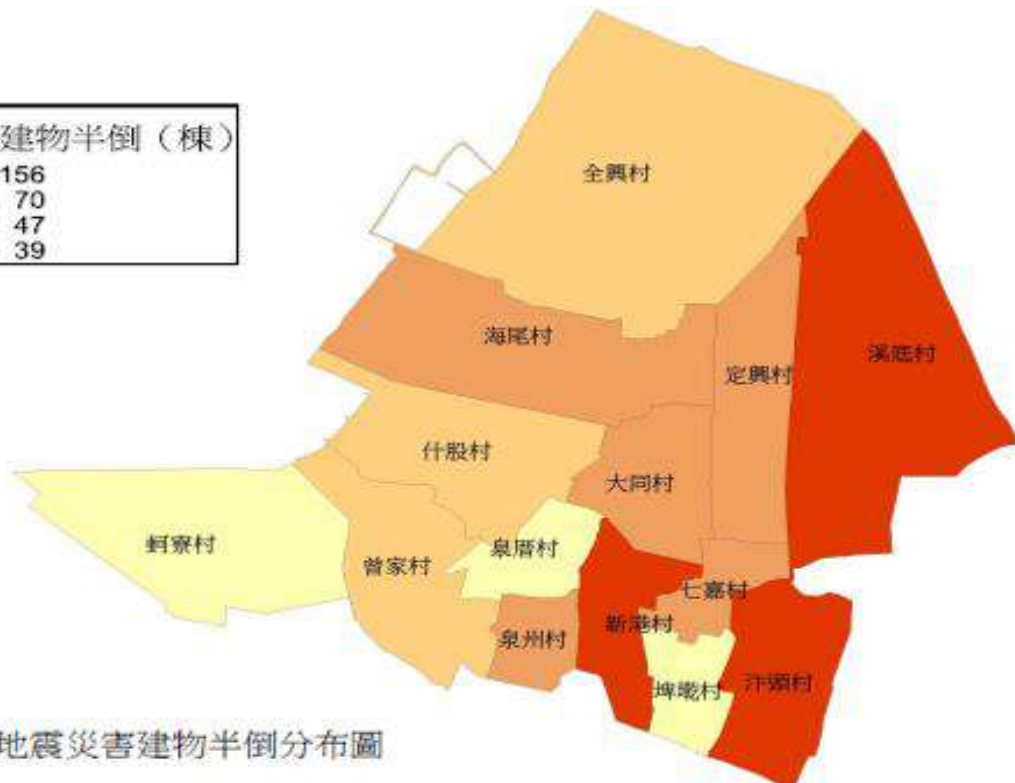 建物半倒（棟）
156
70
47
39
全興村
海尾村
溪底村
定興村
什股村
大同村
蚵寮村
泉厝村
曾家村
七嘉村
新港村
泉州村
埤墘村
汴頭村
地震災害建物半倒分布圖